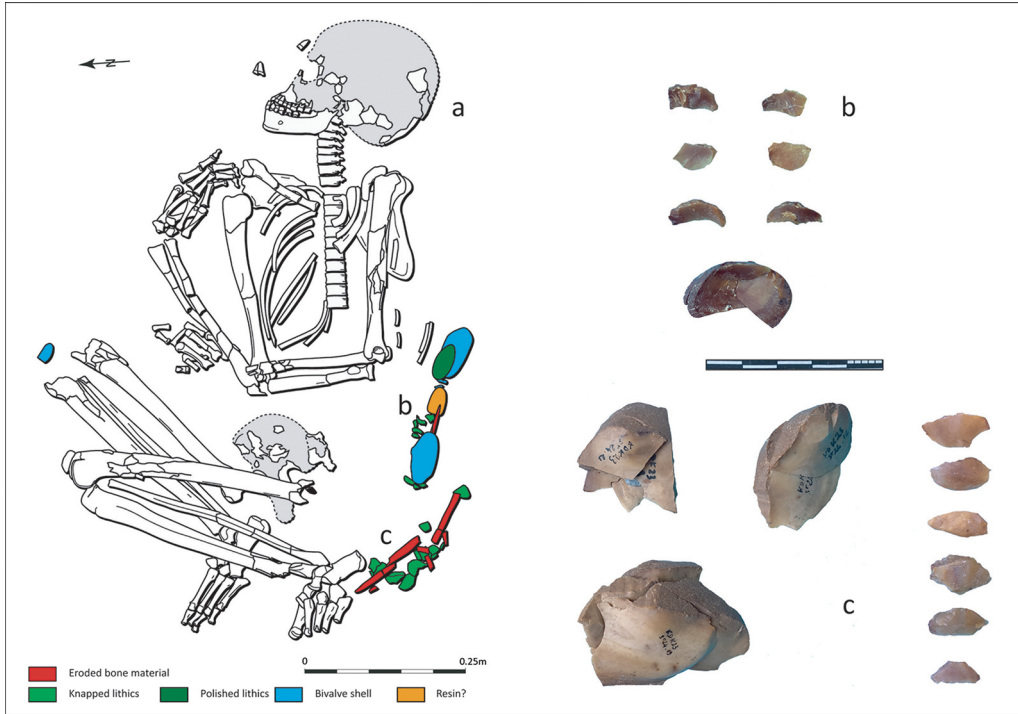 N
a
b
c
0 0.25m
Eroded bone material
Knapped lithics Polished lithics Bivalve shell Resin?
b
c